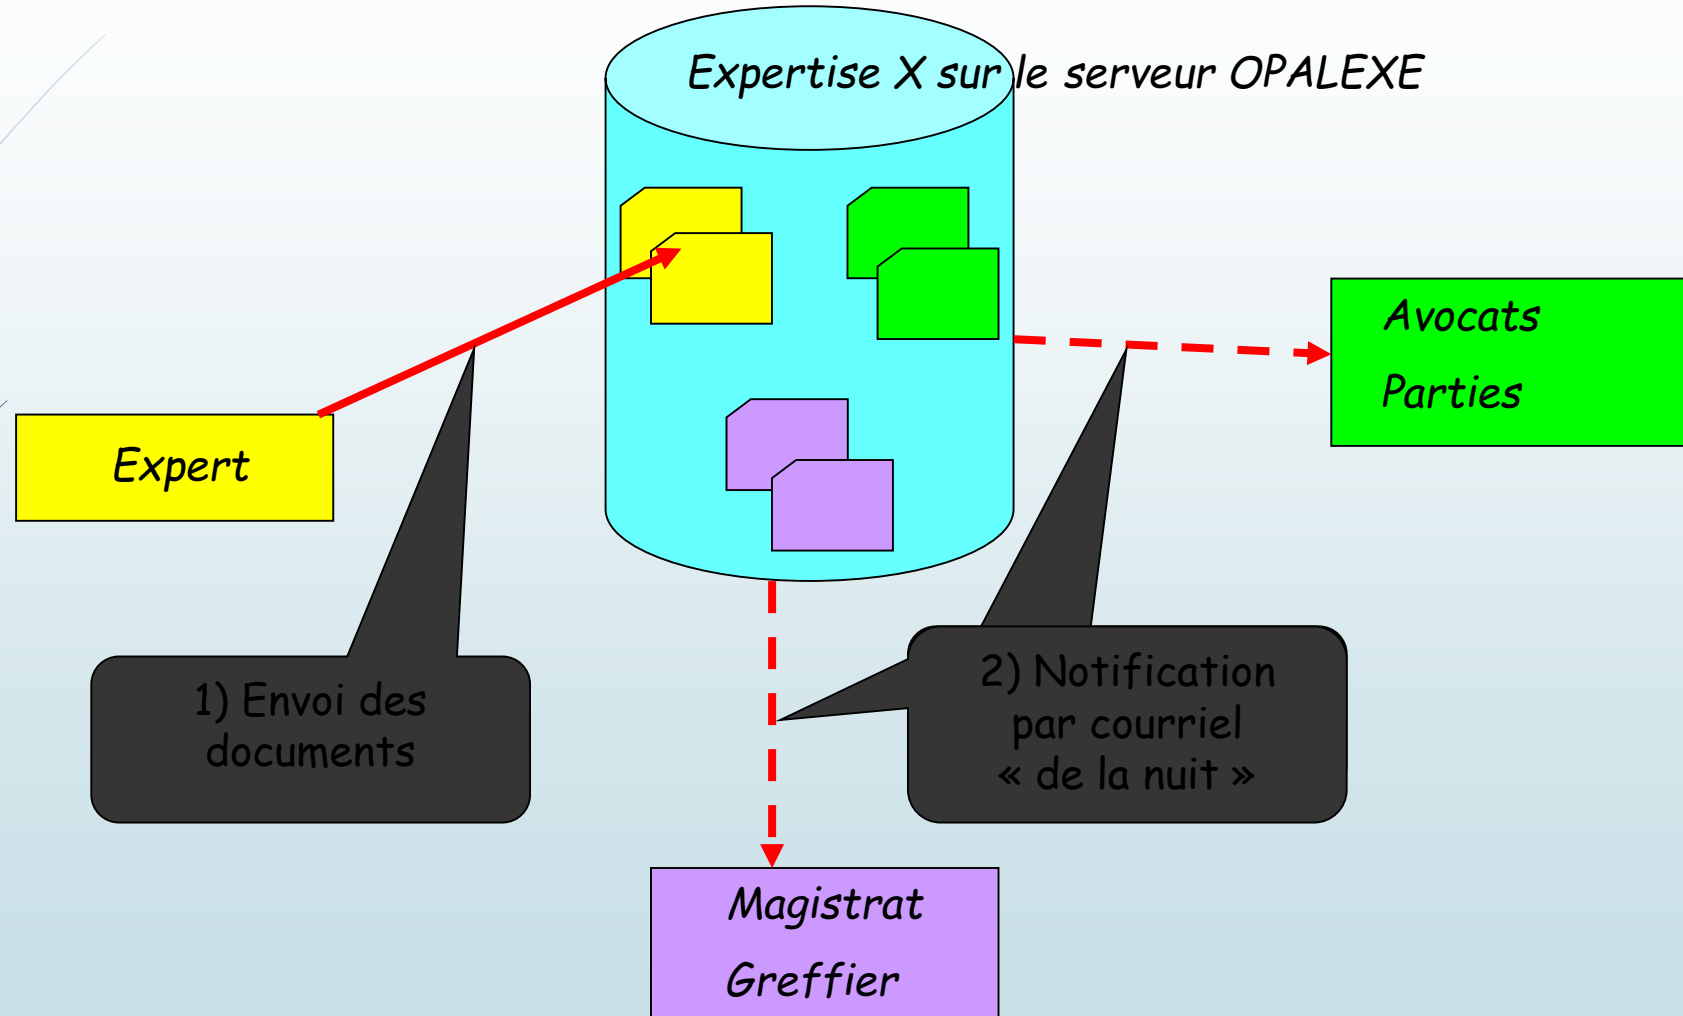 Expertise X sur le serveur OPALEXE
Avocats
Parties
Expert
1) Envoi des
documents
2) Notification
par courriel
« de la nuit »
Magistrat
Greffier